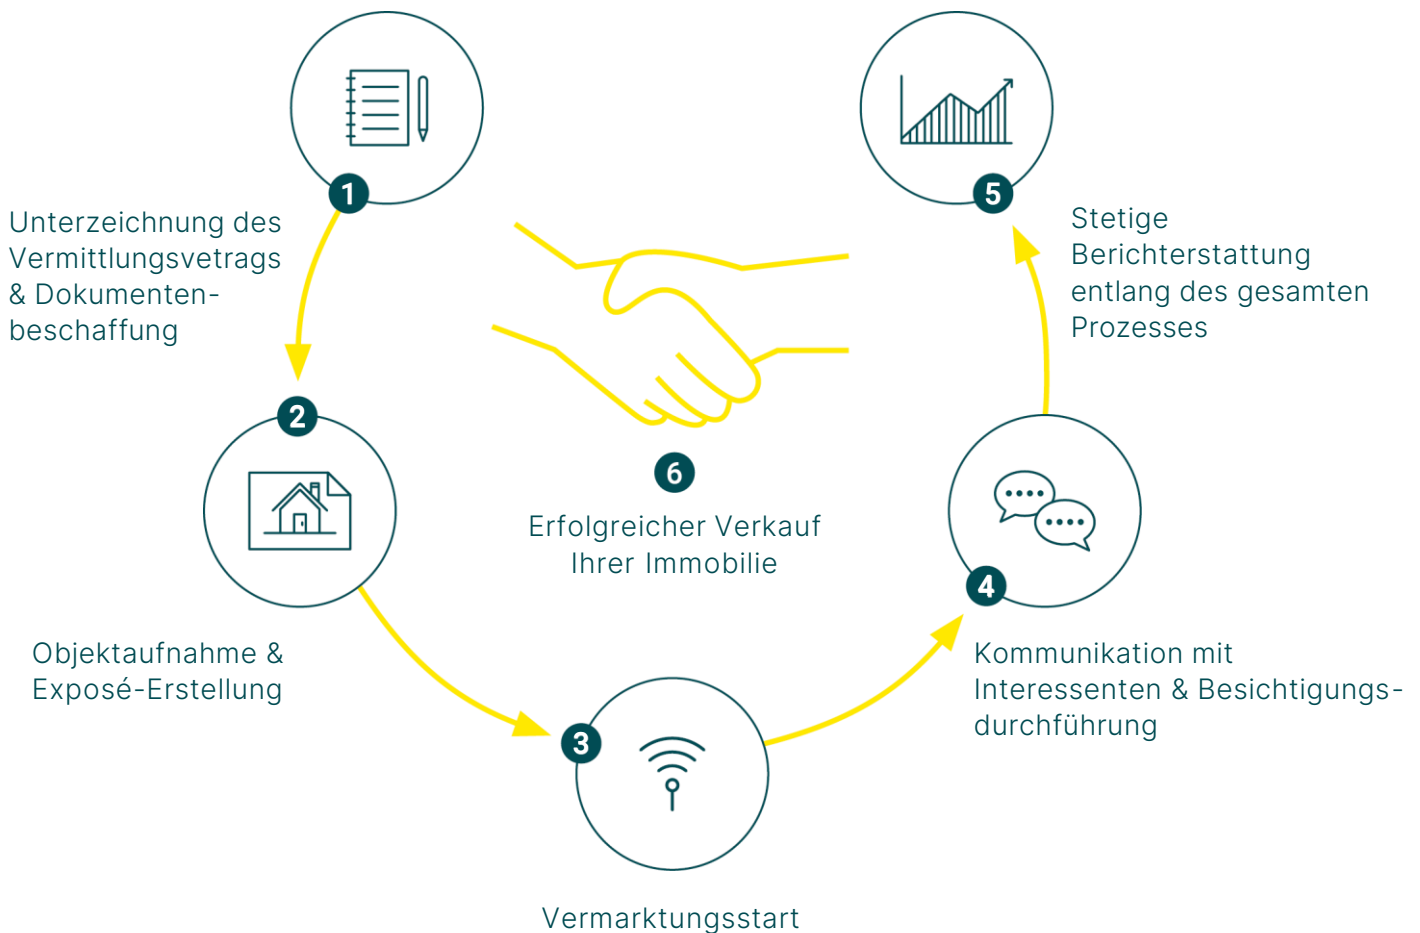 1
Unterzeichnung des
Vermittlungsvetrags
& Dokumenten-
beschaffung
2
Objektaufnahme &
Exposé-Erstellung
3
Vermarktungsstart
4
Kommunikation mit
Interessenten & Besichtigungs-
durchführung
5
Stetige
Berichterstattung
entlang des gesamten
Prozesses
6
Erfolgreicher Verkauf
Ihrer Immobilie